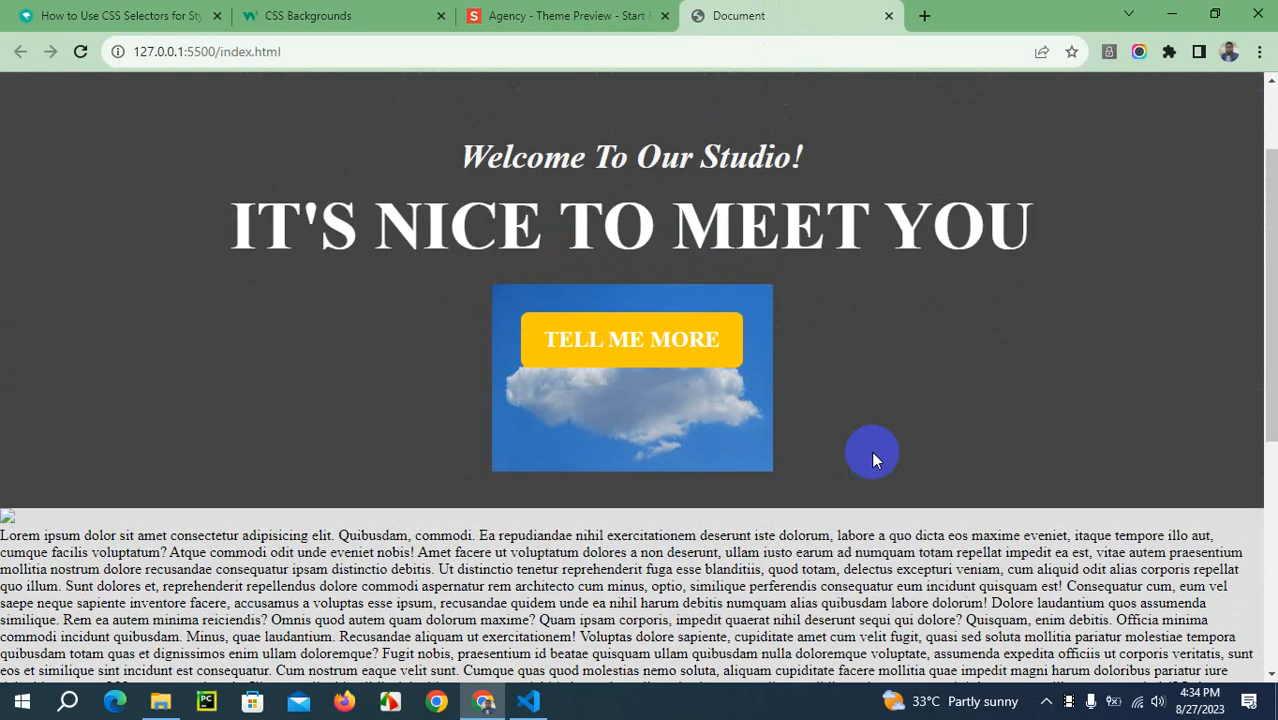 How to Use CSS Selectors for Sty
CSS Backgrounds
Agency - Theme Preview - Start
Document
127.0.0.1:5500/index.html
Welcome To Our Studio!
IT'S NICE TO MEET YOU
TELL ME MORE
Lorem ipsum dolor sit amet consectetur adipisicing elit. Quibusdam, commodi. Ea repudiandae nihil exercitationem deserunt iste dolorum, labore a quo dicta eos maxime eveniet, itaque tempore illo aut,
cumque facilis voluptatum? Atque commodi odit unde eveniet nobis! Amet facere ut voluptatum dolores a non deserunt, ullam iusto earum ad numquam totam repellat impedit ea est, vitae autem praesentium
mollitia nostrum dolore recusandae consequatur ipsam distinctio debitis. Ut distinctio tenetur reprehenderit fuga esse blanditiis, quod totam, delectus excepturi veniam, cum aliquid odit alias corporis repellat
quo illum. Sunt dolores et, reprehenderit repellendus dolore commodi aspernatur rem architecto cum minus, optio, similique perferendis consequatur eum incidunt quisquam est! Consequatur cum, eum vel
saepe neque sapiente inventore facere, accusamus a voluptas esse ipsum, recusandae quidem unde ea nihil harum debitis numquam alias quibusdam labore dolorum! Dolore laudantium quos assumenda
similique. Rem ea autem minima reiciendis? Omnis quod autem quam dolorum maxime? Quam ipsam corporis, impedit quaerat nihil deserunt sequi qui dolore? Quisquam, enim debitis. Officia minima
commodi incidunt quibusdam. Minus, quae laudantium. Recusandae aliquam ut exercitationem! Voluptas dolore sapiente, cupiditate amet cum velit fugit, quasi sed soluta mollitia pariatur molestiae tempora
quibusdam totam quas et dignissimos enim ullam doloremque? Fugit nobis, praesentium id beatae quisquam ullam quibusdam nulla dolorem voluptate, assumenda expedita officiis ut corporis veritatis, sunt
eos et similique sint incidunt est consequatur. Cum nostrum eaque velit sunt. Cumque quas quod molestias nemo soluta, aliquam cupiditate facere mollitia quae impedit magni harum doloribus pariatur iure
33°C Partly sunny
4:34 PM
8/27/2023